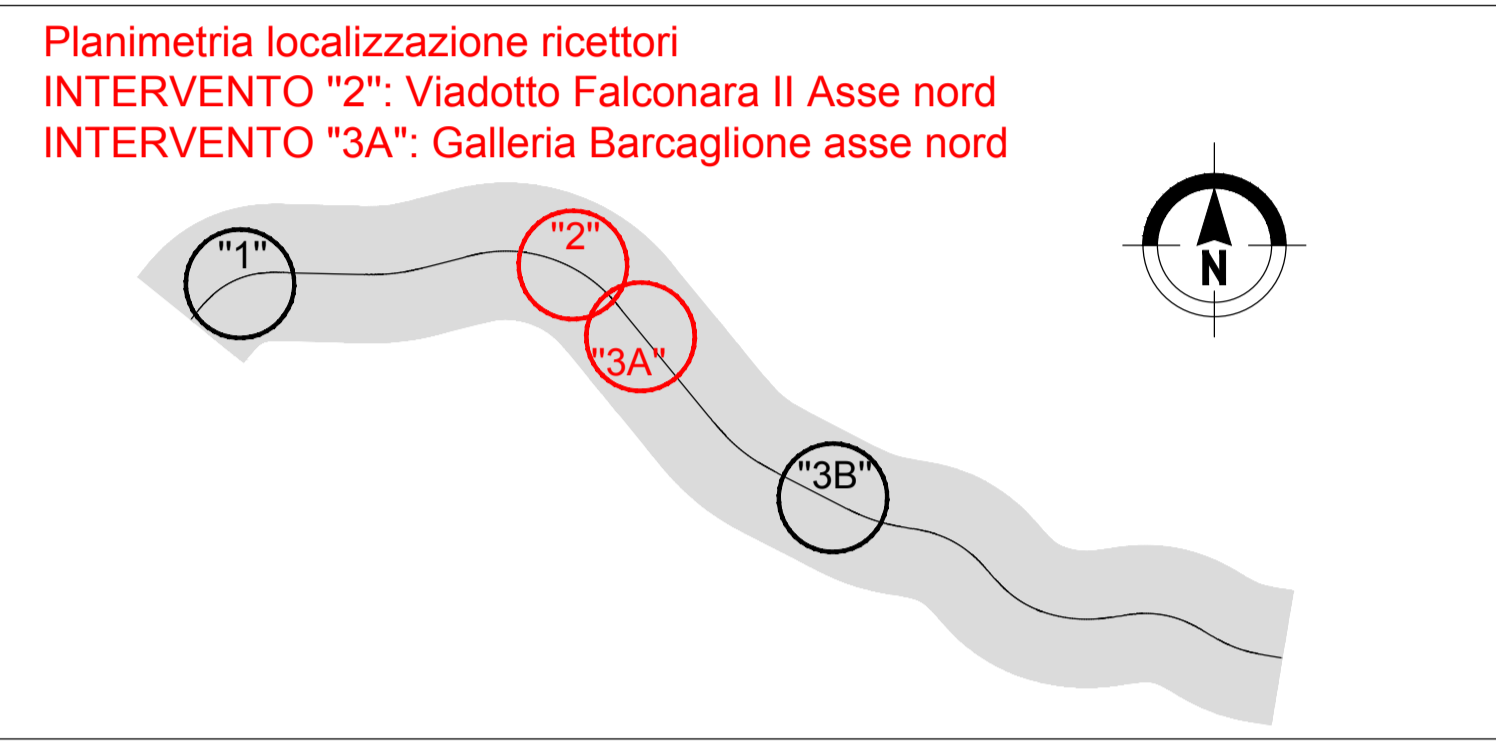 Planimetria localizzazione ricettori
INTERVENTO "2": Viadotto Falconara II Asse nord
INTERVENTO "3A": Galleria Barcaglione asse nord
"1"
"2"
N
"3A"
"3B"